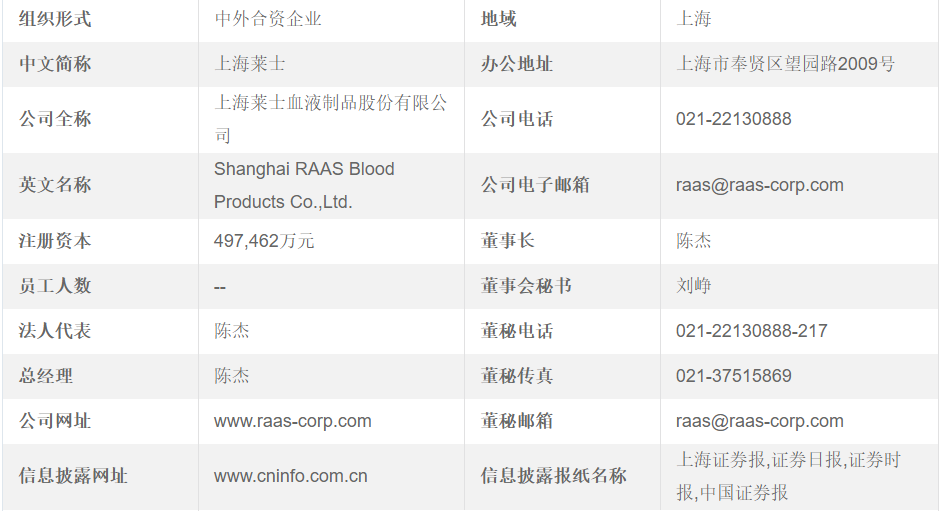 组织形式 中外合资企业 地域 上海
中文简称 上海莱士 办公地址 上海市奉贤区望园路2009号
公司全称 上海莱士血液制品股份有限公
司 公司电话 021-22130888
英文名称 Shanghai RAAS Blood
Products Co.,Ltd. 公司电子邮箱 raas@raas-corp.com
注册资本 497,462万元 董事长 陈杰
员工人数 -- 董事会秘书 刘峥
法人代表 陈杰 董秘电话 021-22130888-217
总经理 陈杰 董秘传真 021-37515869
公司网址 www.raas-corp.com 董秘邮箱 raas@raas-corp.com
信息披露网址 www.cninfo.com.cn 信息披露报纸名称 上海证券报,证券日报,证券时
报,中国证券报